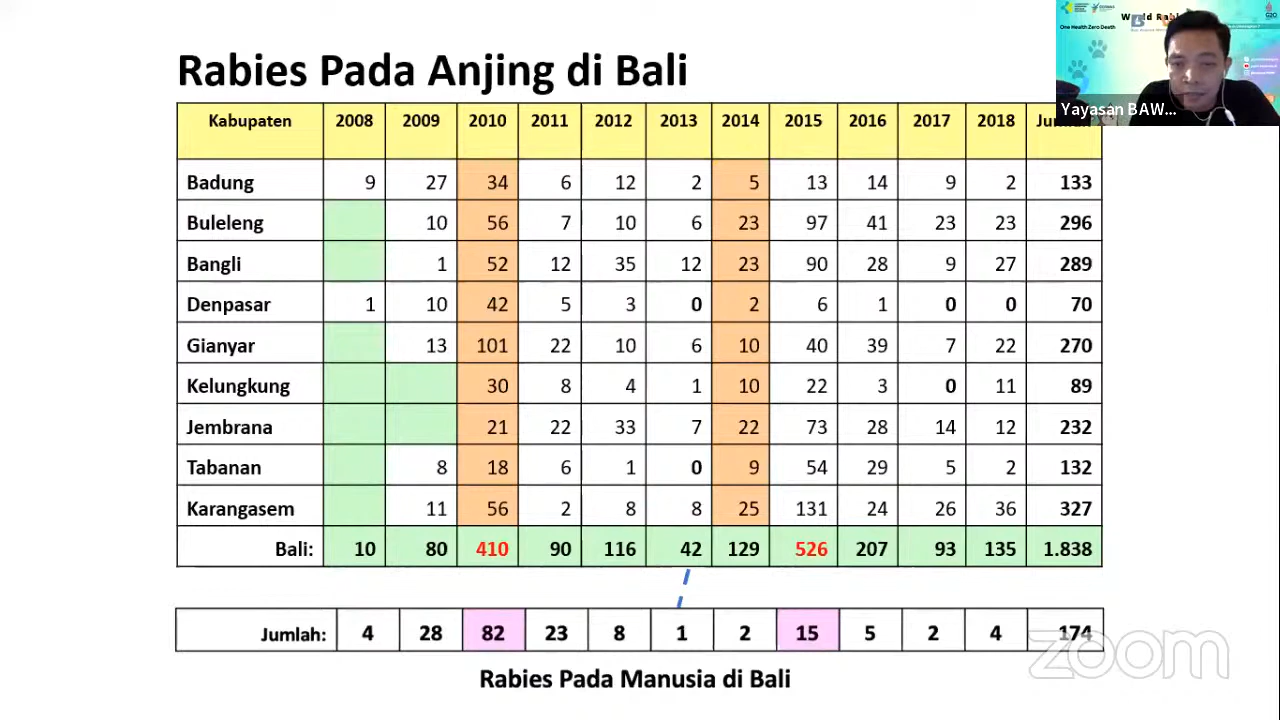 World Rabi
One Health Zero Death
Yayasan BAW...
Rabies Pada Anjing di Bali
Kabupaten 2008 2009 2010 2011 2012 2013 2014 2015 2016 2017 2018
Badung 9 27 34 6 12 2 5 13 14 9 2 133
Buleleng 10 56 7 10 6 23 97 41 23 23 296
Bangli 1 52 12 35 12 23 90 28 9 27 289
Denpasar 1 10 42 5 3 0 2 6 1 0 0 70
Gianyar 13 101 22 10 6 10 40 39 7 22 270
Kelungkung 30 8 4 1 10 22 3 0 11 89
Jembrana 21 22 33 7 22 73 28 14 12 232
Tabanan 8 18 6 1 0 9 54 29 5 2 132
Karangasem 11 56 2 8 8 25 131 24 26 36 327
Bali: 10 80 410 90 116 42 129 526 207 93 135 1.838
Jumlah: 4 28 82 23 8 1 2 15 5 2 4 174
zoom
Rabies Pada Manusia di Bali